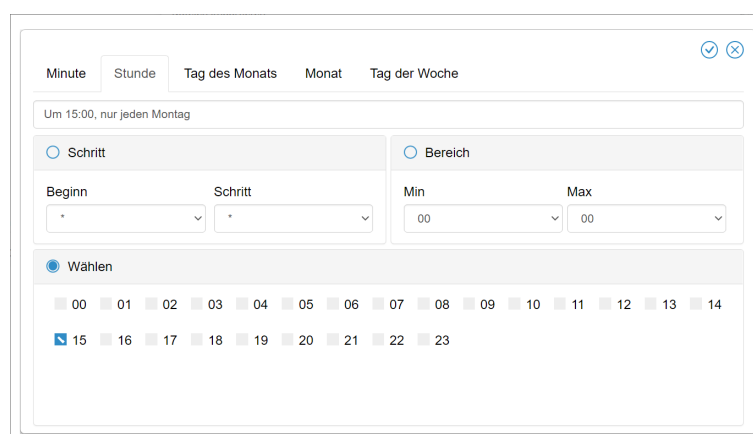 Minute Stunde Tag des Monats Monat Tag der Woche
Um 15:00, nur jeden Montag
Schritt Bereich
Beginn Schritt Min Max
* * 00 00
Wählen
00 01 02 03 04 05 06 07 08 09 10 11 12 13 14
15 16 17 18 19 20 21 22 23